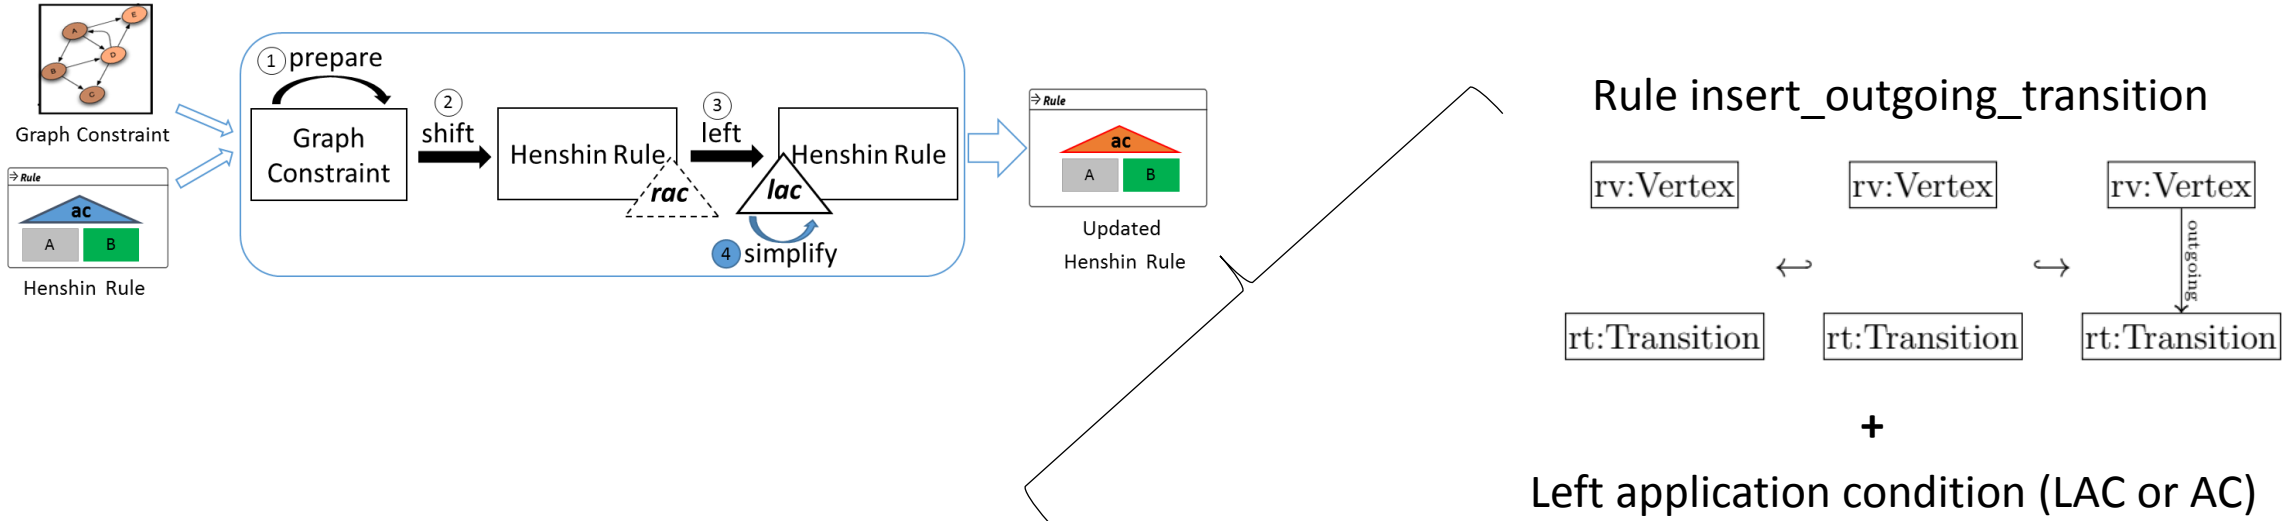 E
A
D
B
C
Graph Constraint
Rule
ac
A
B
Henshin Rule
1 prepare
Graph
Constraint
2
shift
Henshin Rule
rac
3
left
Henshin Rule
lac
4 simplify
Rule
ac
A
B
Updated
Henshin Rule
Rule insert_outgoing_transition
rv:Vertex
rv:Vertex
rv:Vertex
outgoing
rt:Transition
rt:Transition
rt:Transition
+
Left application condition (LAC or AC)